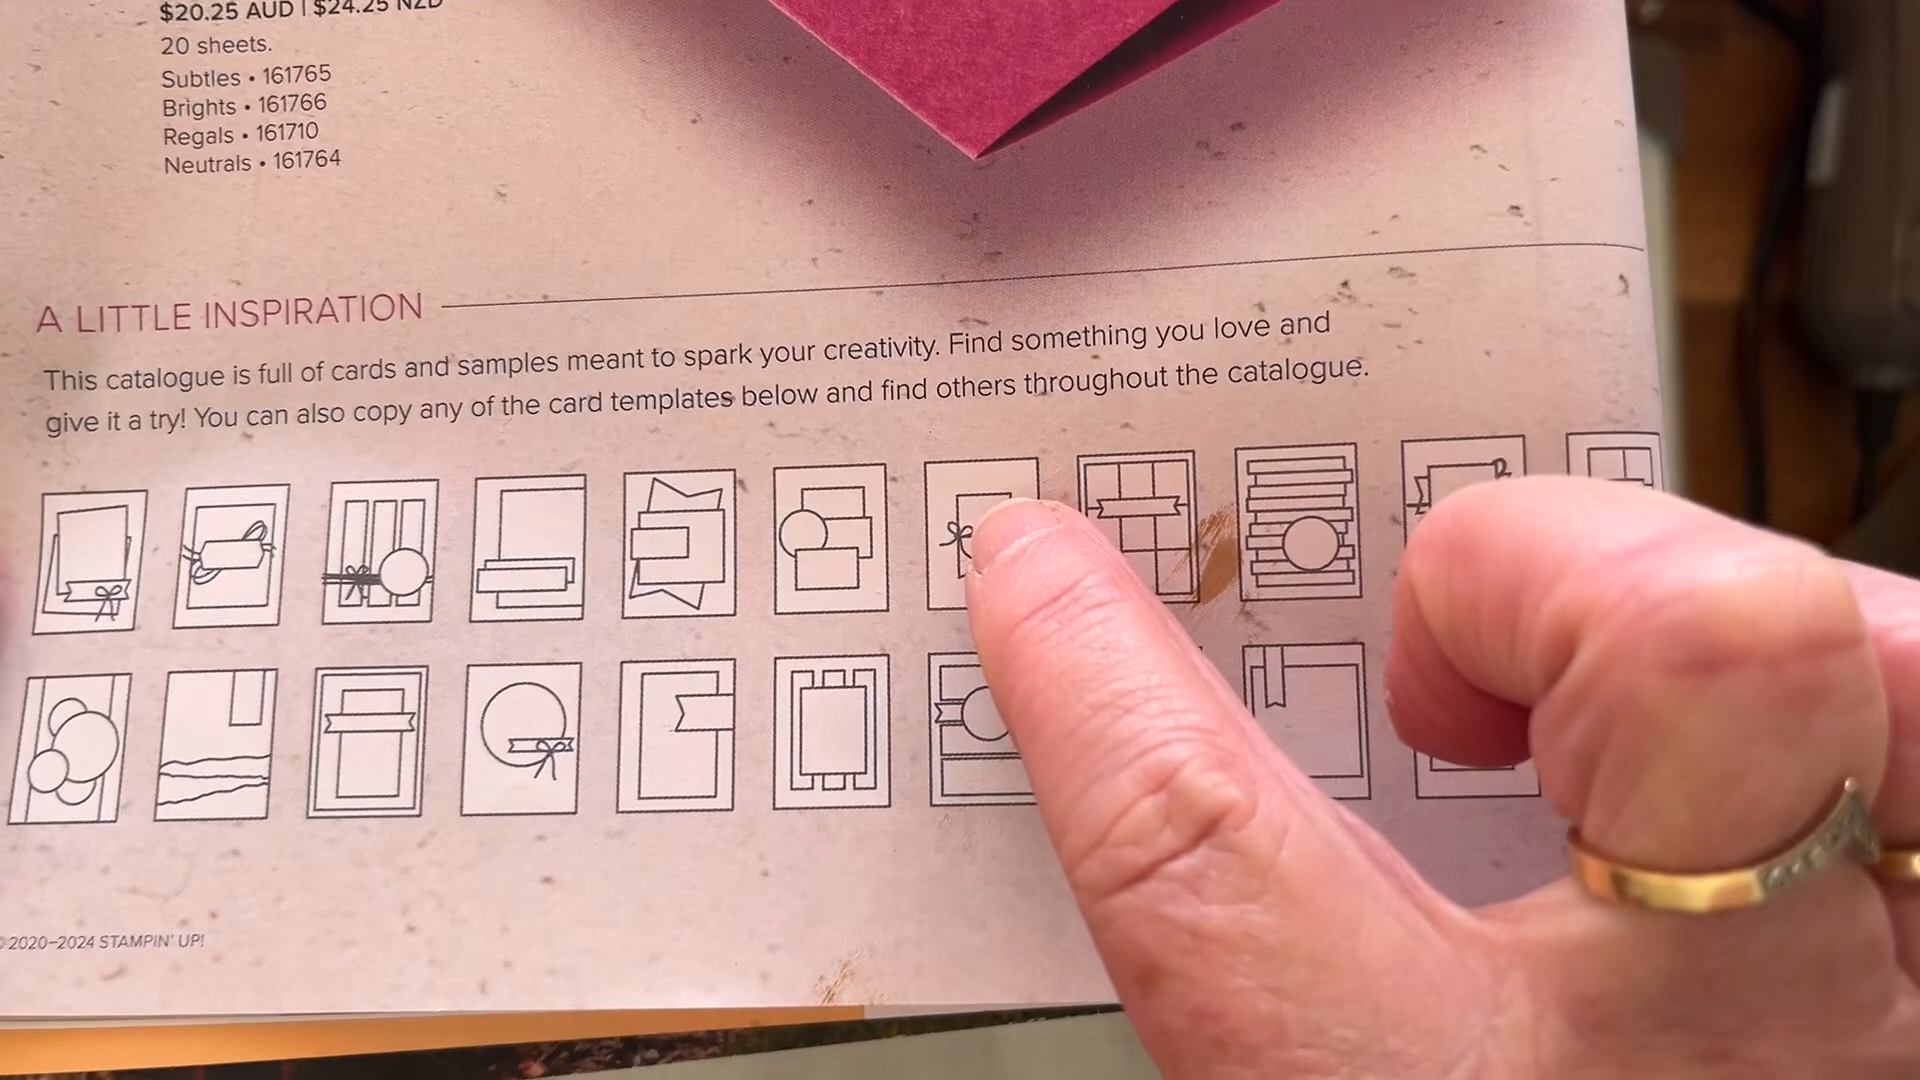 $20.25 AUD | $24.25 NZD
20 sheets.
Subtles • 161765
Brights • 161766
Regals • 161710
Neutrals • 161764
A LITTLE INSPIRATION
This catalogue is full of cards and samples meant to spark your creativity. Find something you love and
give it a try! You can also copy any of the card templates below and find others throughout the catalogue.
© 2020–2024 STAMPIN' UP!